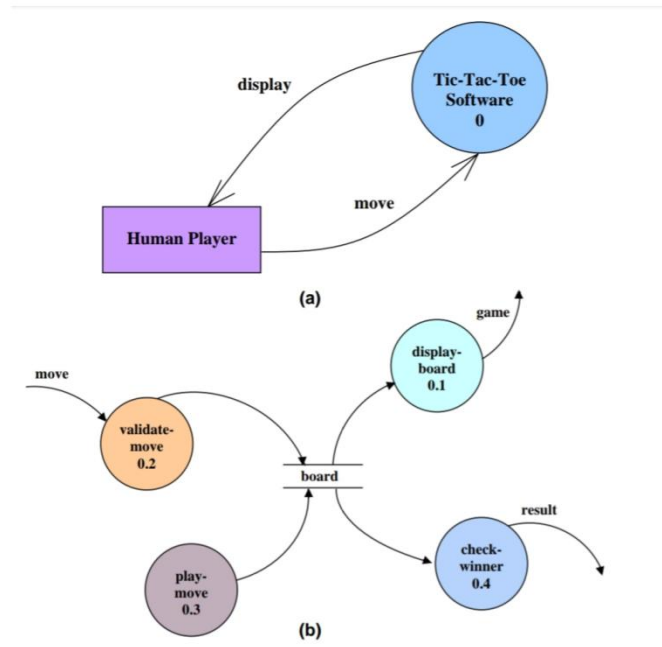 display
Tic-Tac-Toe
Software
0
move
Human Player
(a)
game
display-
board
0.1
move
validate-
move
0.2
board
result
check-
winner
0.4
play-
move
0.3
(b)